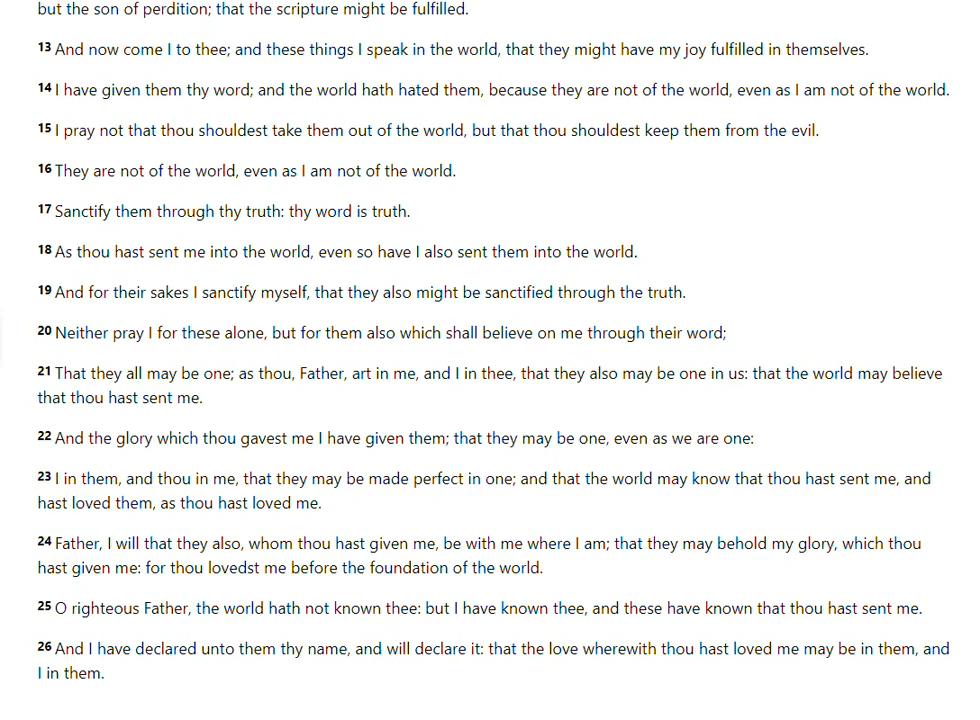 but the son of perdition; that the scripture might be fulfilled.
13 And now come I to thee; and these things I speak in the world, that they might have my joy fulfilled in themselves.
14 I have given them thy word; and the world hath hated them, because they are not of the world, even as I am not of the world.
15 I pray not that thou shouldest take them out of the world, but that thou shouldest keep them from the evil.
16 They are not of the world, even as I am not of the world.
17 Sanctify them through thy truth: thy word is truth.
18 As thou hast sent me into the world, even so have I also sent them into the world.
19 And for their sakes I sanctify myself, that they also might be sanctified through the truth.
20 Neither pray I for these alone, but for them also which shall believe on me through their word;
21 That they all may be one; as thou, Father, art in me, and I in thee, that they also may be one in us: that the world may believe
that thou hast sent me.
22 And the glory which thou gavest me I have given them; that they may be one, even as we are one:
23 I in them, and thou in me, that they may be made perfect in one; and that the world may know that thou hast sent me, and
hast loved them, as thou hast loved me.
24 Father, I will that they also, whom thou hast given me, be with me where I am; that they may behold my glory, which thou
hast given me: for thou lovedst me before the foundation of the world.
25 O righteous Father, the world hath not known thee: but I have known thee, and these have known that thou hast sent me.
26 And I have declared unto them thy name, and will declare it: that the love wherewith thou hast loved me may be in them, and
I in them.